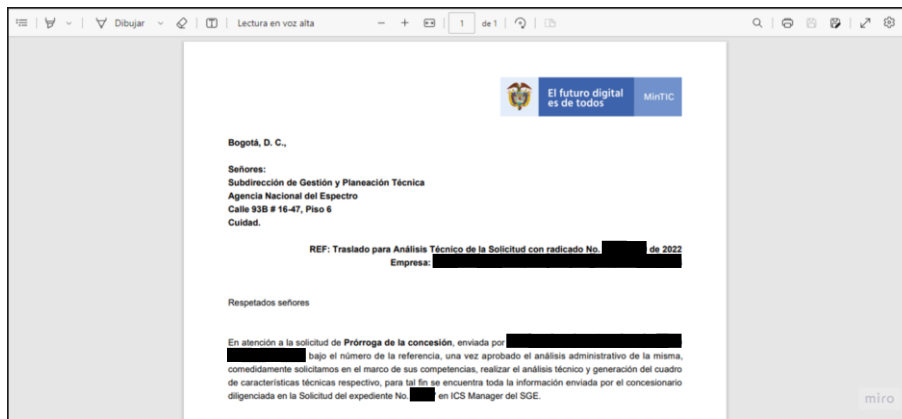 Dibujar
Lectura en voz alta
1
de 1
El futuro digital
es de todos
MinTIC
Bogotá, D. C.,
Señores:
Subdirección de Gestión y Planeación Técnica
Agencia Nacional del Espectro
Calle 93B # 16-47, Piso 6
Cuidad.
REF: Traslado para Análisis Técnico de la Solicitud con radicado No. de 2022
Empresa:
Respetados señores
En atención a la solicitud de Prórroga de la concesión, enviada por
bajo el número de la referencia, una vez aprobado el análisis administrativo de la misma,
comedidamente solicitamos en el marco de sus competencias, realizar el análisis técnico y generación del cuadro
de características técnicas respectivo, para tal fin se encuentra toda la información enviada por el concesionario
diligenciada en la Solicitud del expediente No. en ICS Manager del SGE.
miro